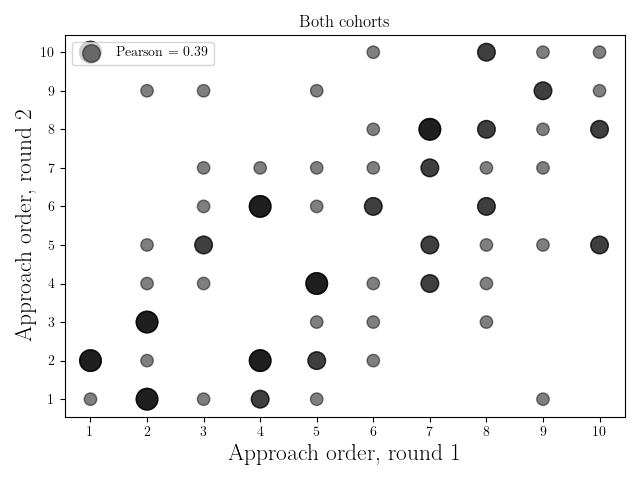 Both cohorts
Pearson = 0.39
Approach order, round 2
10
9
8
7
6
5
4
3
2
1
1 2 3 4 5 6 7 8 9 10
Approach order, round 1